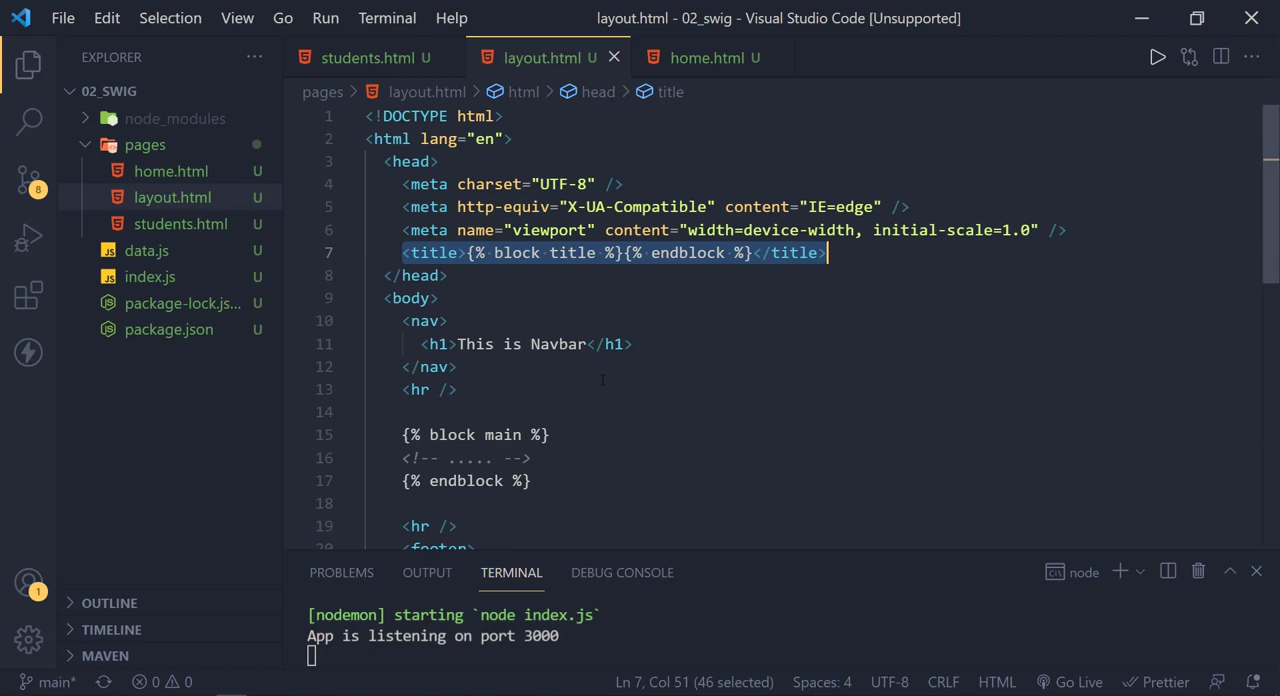 File Edit Selection View Go Run Terminal Help
layout.html - 02_swig - Visual Studio Code [Unsupported]
EXPLORER
02_SWIG
node_modules
pages
home.html U
layout.html U
students.html U
data.js U
index.js U
package-lock.js... U
package.json U
OUTLINE
TIMELINE
MAVEN
8
1
students.html U
layout.html U
home.html U
pages > layout.html > html > head > title
1 <!DOCTYPE html>
2 <html lang="en">
3 <head>
4 <meta charset="UTF-8" />
5 <meta http-equiv="X-UA-Compatible" content="IE=edge" />
6 <meta name="viewport" content="width=device-width, initial-scale=1.0" />
7 <title>{% block title %}{% endblock %}</title>
8 </head>
9 <body>
10 <nav>
11 <h1>This is Navbar</h1>
12 </nav>
13 <hr />
14
15 {% block main %}
16 <!-- ..... -->
17 {% endblock %}
18
19 <hr />
20 <footer>
PROBLEMS OUTPUT TERMINAL DEBUG CONSOLE
node
[nodemon] starting `node index.js`
App is listening on port 3000
main* 0 0 Ln 7, Col 51 (46 selected) Spaces: 4 UTF-8 CRLF HTML Go Live Prettier